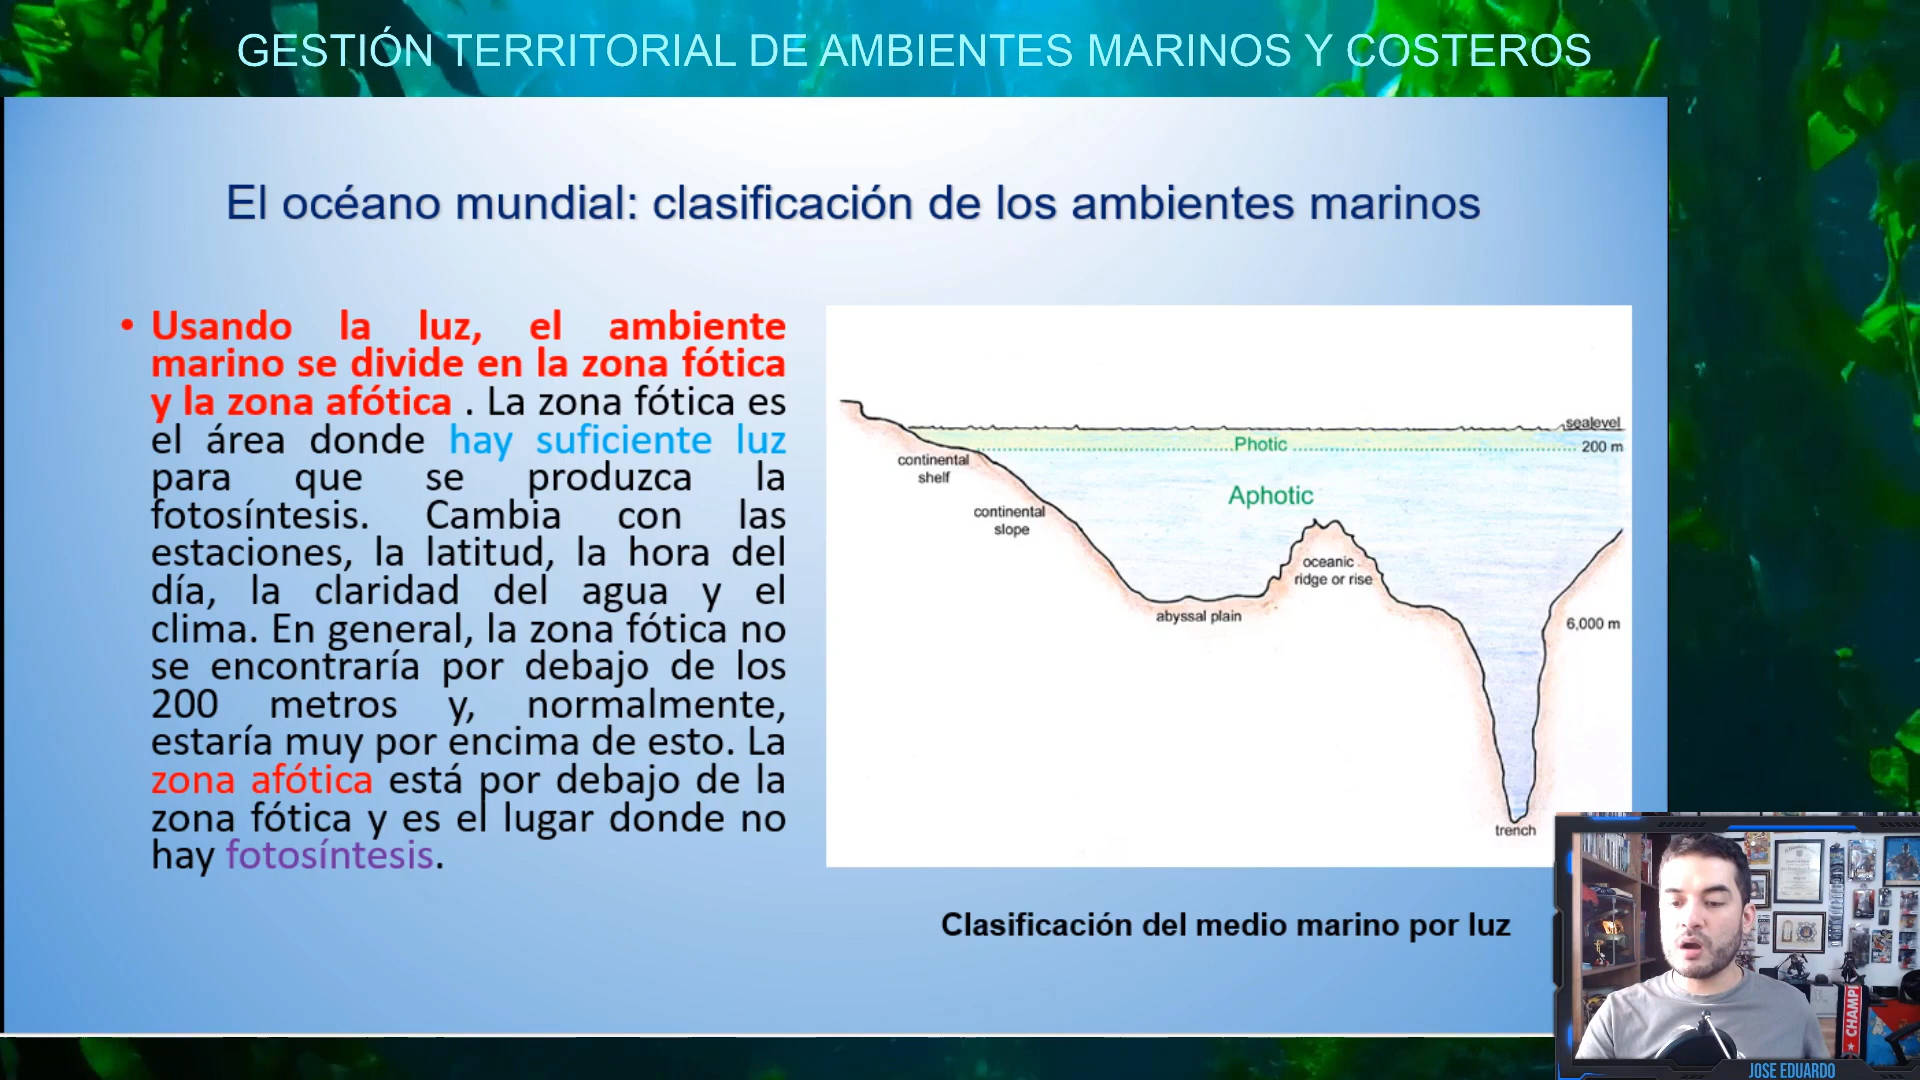 GESTIÓN TERRITORIAL DE AMBIENTES MARINOS Y COSTEROS
El océano mundial: clasificación de los ambientes marinos
• Usando la luz, el ambiente
marino se divide en la zona fótica
y la zona afótica . La zona fótica es
el área donde hay suficiente luz
para que se produzca la
fotosíntesis. Cambia con las
estaciones, la latitud, la hora del
día, la claridad del agua y el
clima. En general, la zona fótica no
se encontraría por debajo de los
200 metros y, normalmente,
estaría muy por encima de esto. La
zona afótica está por debajo de la
zona fótica y es el lugar donde no
hay fotosíntesis.
sealevel
Photic
200 m
continental
shelf
Aphotic
continental
slope
oceanic
ridge or rise
abyssal plain
6,000 m
trench
Clasificación del medio marino por luz
CHAMPI
JOSE EDUARDO